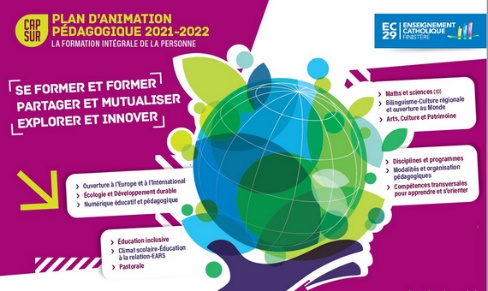 CAP
SUR
PLAN D'ANIMATION
PÉDAGOGIQUE 2021-2022
LA FORMATION INTÉGRALE DE LA PERSONNE
EC
29
ENSEIGNEMENT
CATHOLIQUE
FINISTÈRE
SE FORMER ET FORMER
PARTAGER ET MUTUALISER
EXPLORER ET INNOVER
> Maths et sciences (10)
> Bilinguisme-Culture régionale
et ouverture au Monde
> Arts, Culture et Patrimoine
> Disciplines et programmes
> Modalités et organisation
pédagogiques
> Compétences transversales
pour apprendre et s'orienter
> Ouverture à l'Europe et à l'International
> Écologie et Développement durable
> Numérique éducatif et pédagogique
> Éducation inclusive
> Climat scolaire-Éducation
à la relation-EARS
> Pastorale